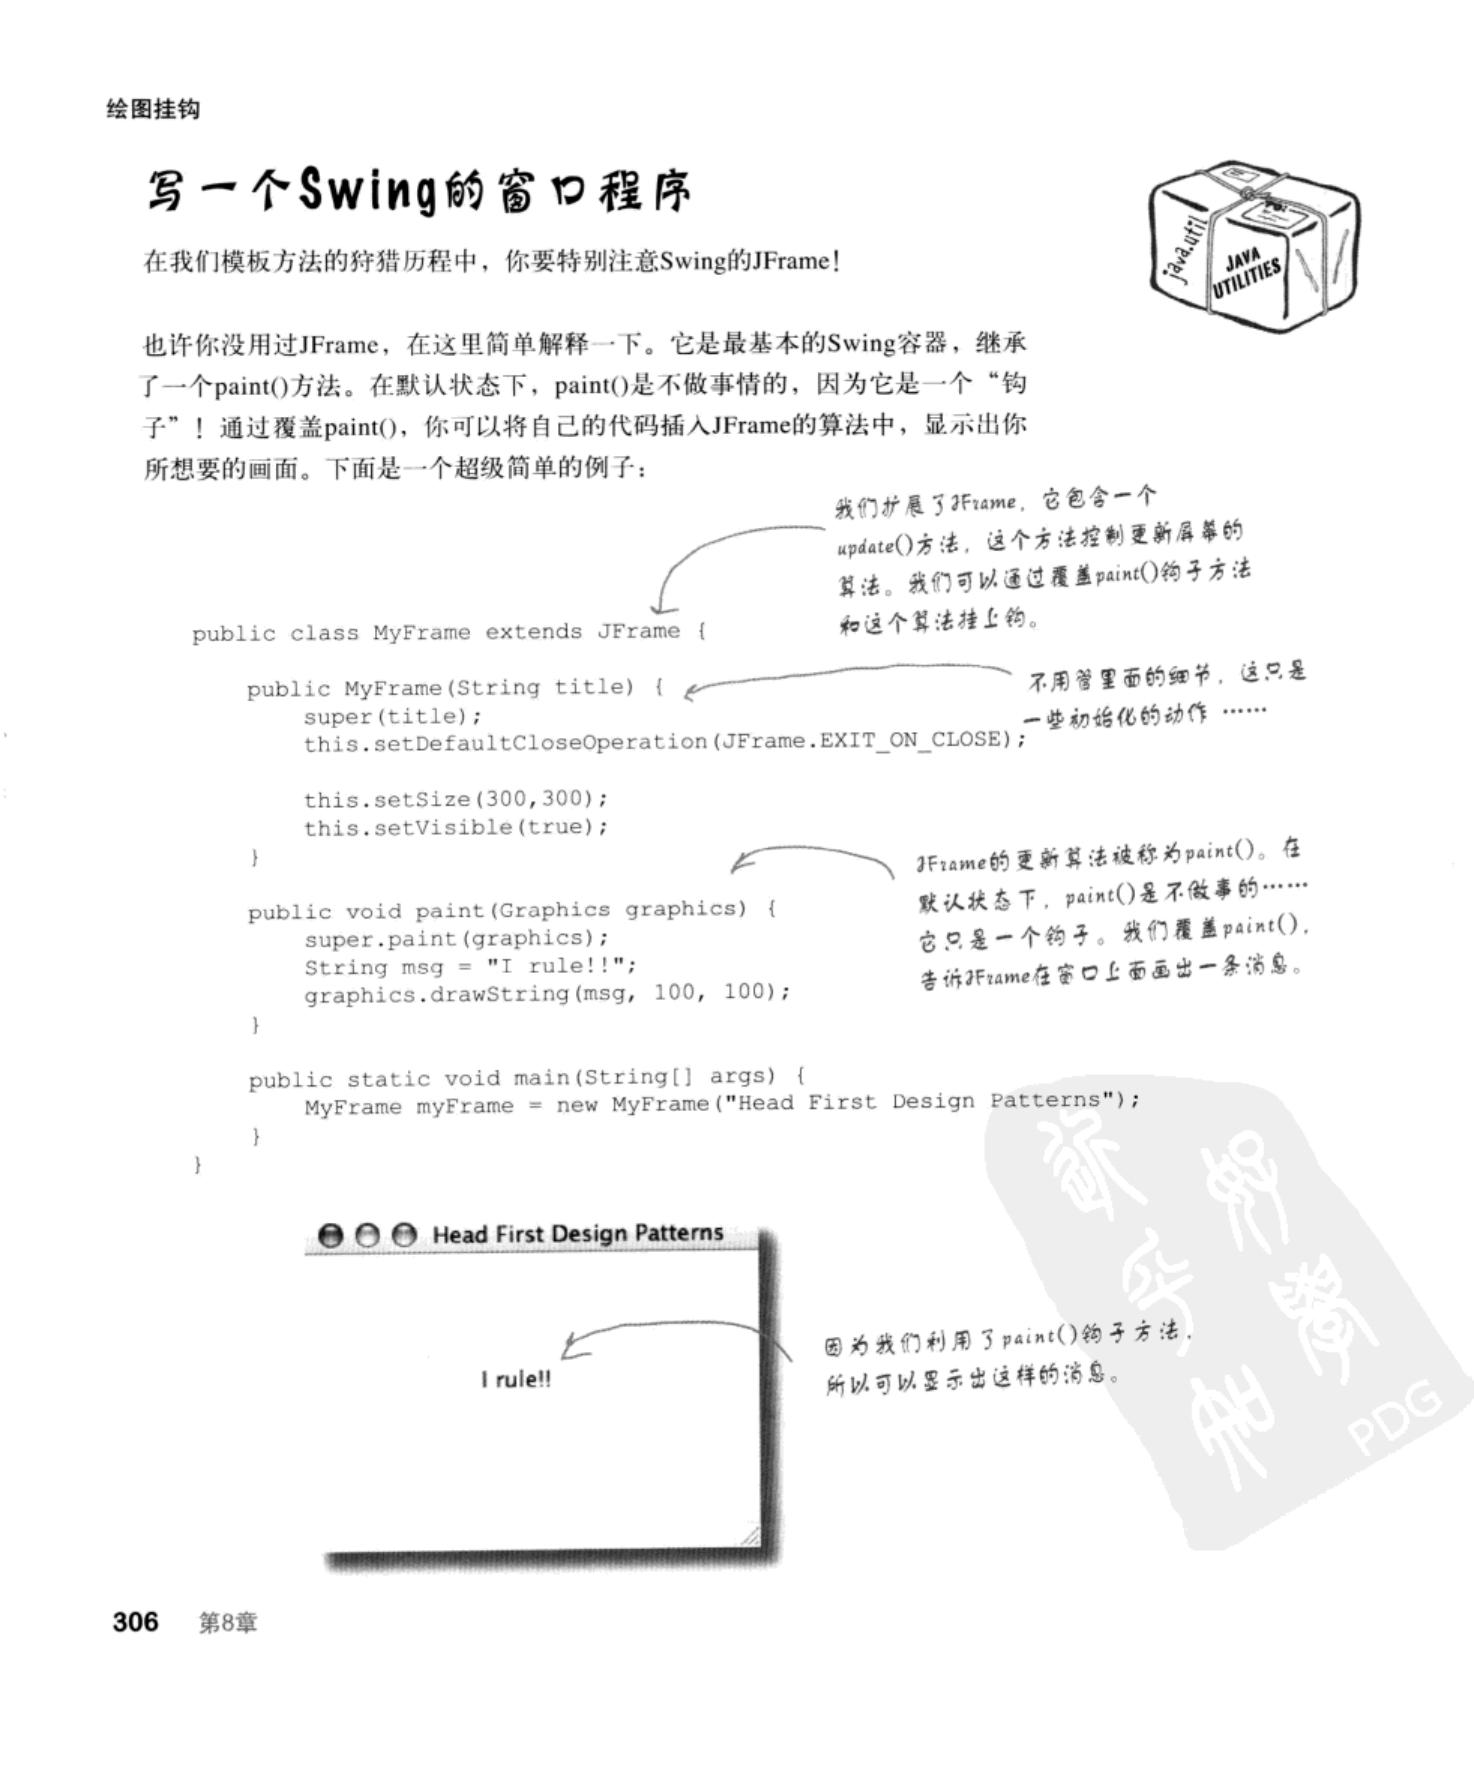 绘图挂钩
写一个Swing的窗口程序
java.util
TO:
JAVA
UTILITIES
在我们模板方法的狩猎历程中，你要特别注意Swing的JFrame！
也许你没用过JFrame，在这里简单解释一下。它是最基本的Swing容器，继承
了一个paint()方法。在默认状态下，paint()是不做事情的，因为它是一个“钩
子”！通过覆盖paint()，你可以将自己的代码插入JFrame的算法中，显示出你
所想要的画面。下面是一个超级简单的例子：
我们扩展了JFrame，它包含一个
update()方法，这个方法控制更新屏幕的
算法。我们可以通过覆盖paint()钩子方法
和这个算法挂上钩。
public class MyFrame extends JFrame {
public MyFrame(String title) {
super(title);
this.setDefaultCloseOperation(JFrame.EXIT_ON_CLOSE);
不用管里面的细节，这只是
一些初始化的动作……
this.setSize(300,300);
this.setVisible(true);
}
JFrame的更新算法被称为paint()。在
默认状态下，paint()是不做事的……
它只是一个钩子。我们覆盖paint()，
告诉JFrame在窗口上面画出一条消息。
public void paint(Graphics graphics) {
super.paint(graphics);
String msg = "I rule!!";
graphics.drawString(msg, 100, 100);
}
public static void main(String[] args) {
MyFrame myFrame = new MyFrame("Head First Design Patterns");
}
}
Head First Design Patterns
I rule!!
因为我们利用了paint()钩子方法，
所以可以显示出这样的消息。
PDG
306 第8章